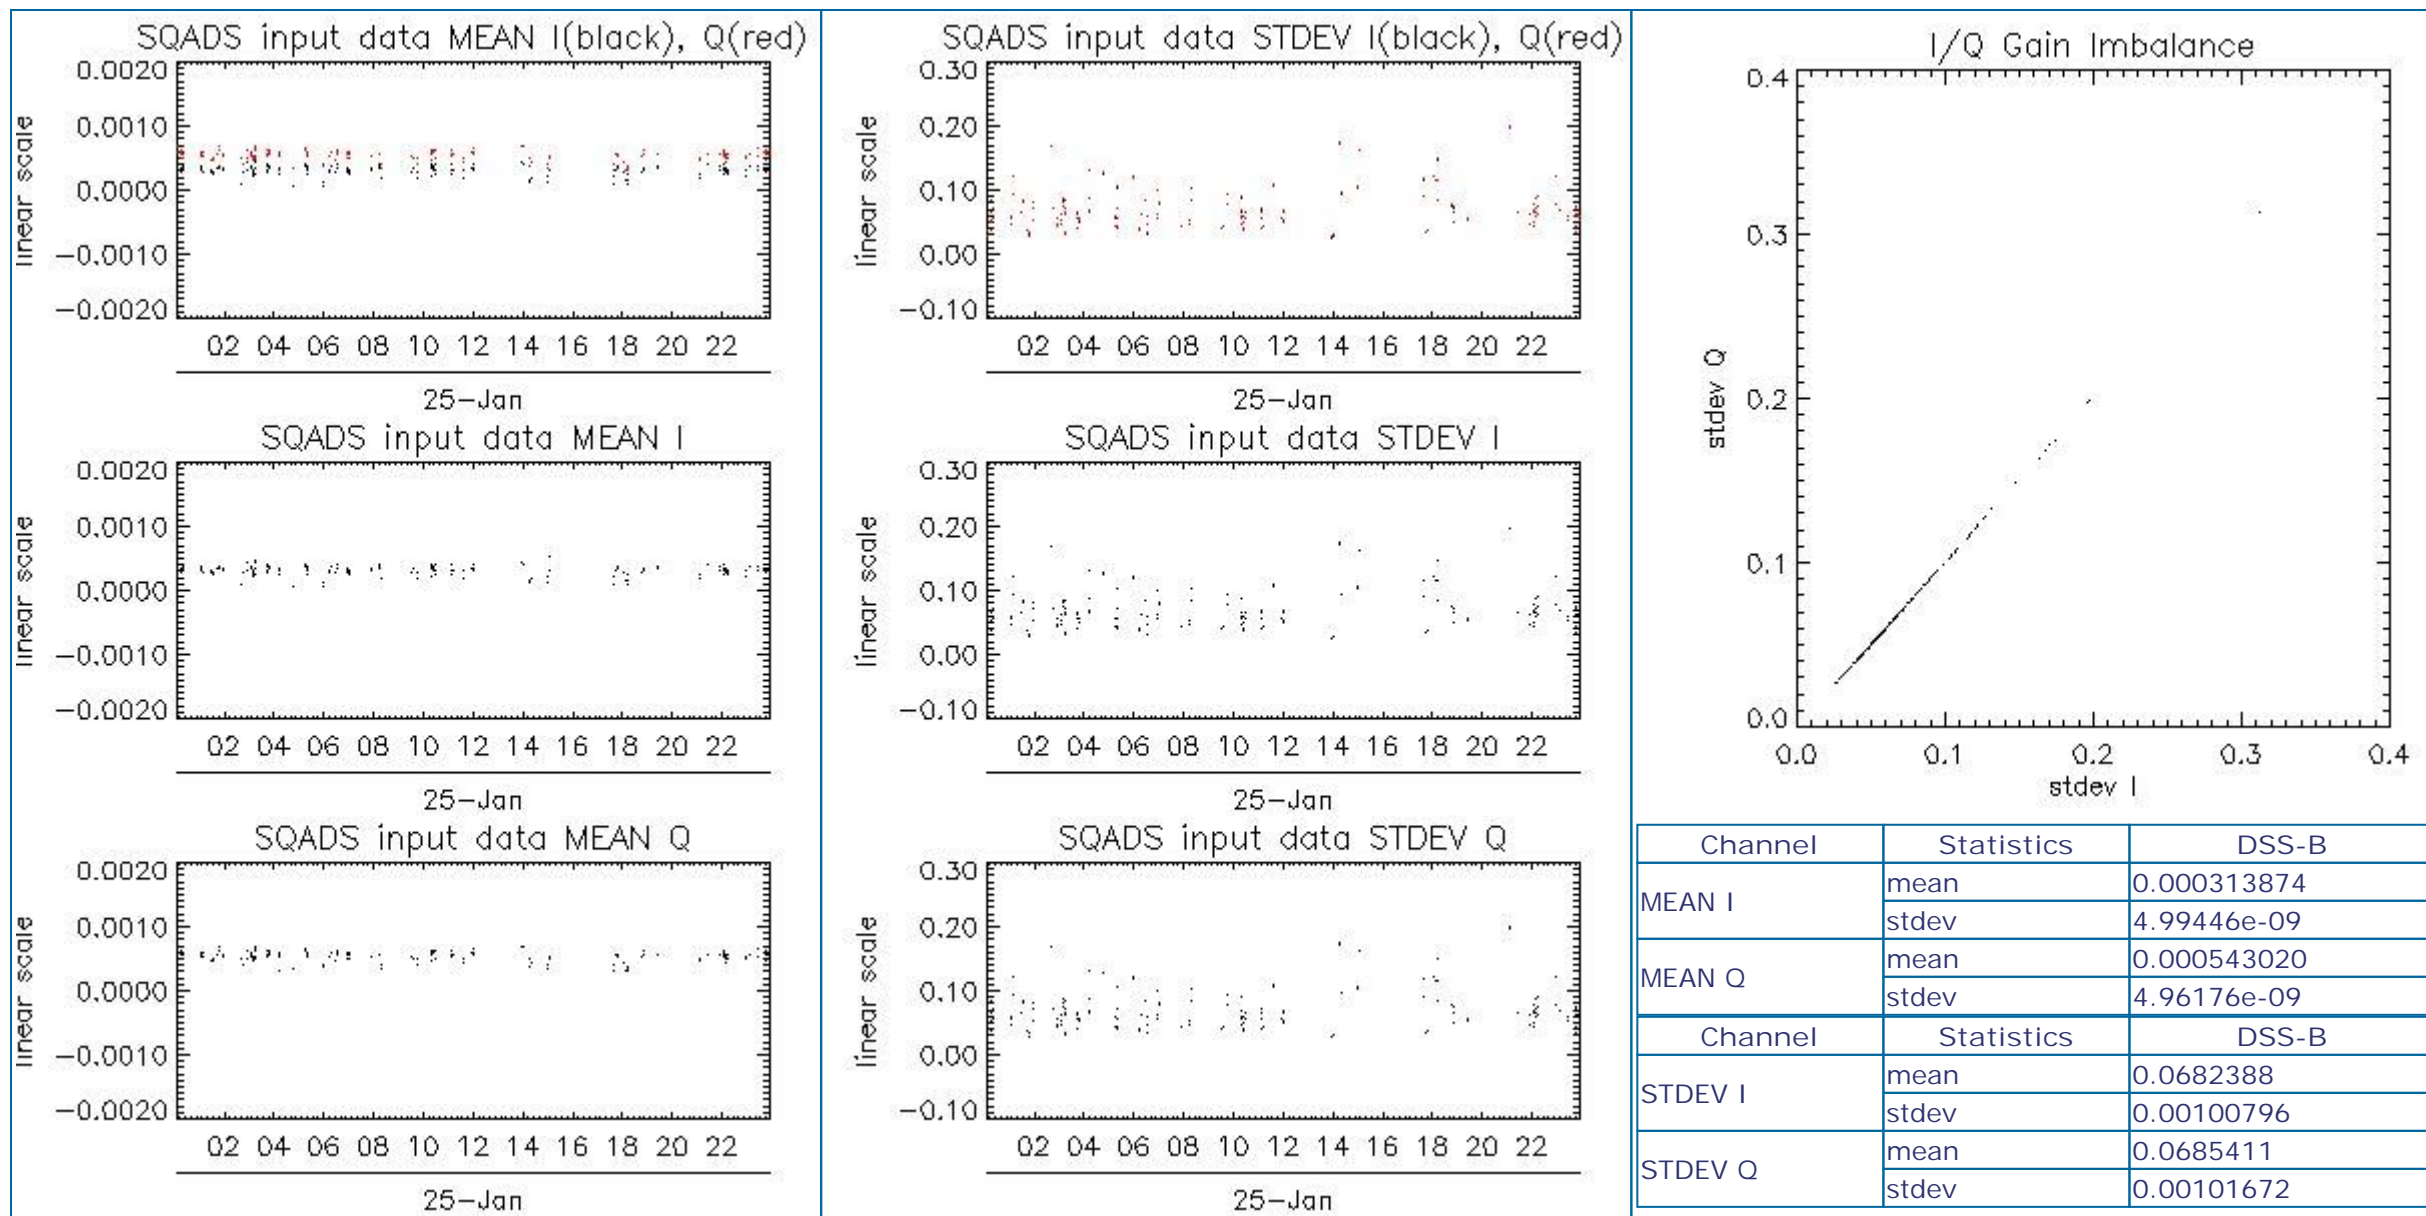 SQADS input data MEAN I(black), Q(red)
linear scale
0.0020
0.0010
0.0000
-0.0010
-0.0020
02 04 06 08 10 12 14 16 18 20 22
25-Jan
SQADS input data MEAN I
linear scale
0.0020
0.0010
0.0000
-0.0010
-0.0020
02 04 06 08 10 12 14 16 18 20 22
25-Jan
SQADS input data MEAN Q
linear scale
0.0020
0.0010
0.0000
-0.0010
-0.0020
02 04 06 08 10 12 14 16 18 20 22
25-Jan
SQADS input data STDEV I(black), Q(red)
linear scale
0.30
0.20
0.10
0.00
-0.10
02 04 06 08 10 12 14 16 18 20 22
25-Jan
SQADS input data STDEV I
linear scale
0.30
0.20
0.10
0.00
-0.10
02 04 06 08 10 12 14 16 18 20 22
25-Jan
SQADS input data STDEV Q
linear scale
0.30
0.20
0.10
0.00
-0.10
02 04 06 08 10 12 14 16 18 20 22
25-Jan
I/Q Gain Imbalance
stdev Q
0.4
0.3
0.2
0.1
0.0
0.0 0.1 0.2 0.3 0.4
stdev I
Channel Statistics DSS-B
MEAN I
mean 0.000313874
stdev 4.99446e-09
MEAN Q
mean 0.000543020
stdev 4.96176e-09
Channel Statistics DSS-B
STDEV I
mean 0.0682388
stdev 0.00100796
STDEV Q
mean 0.0685411
stdev 0.00101672